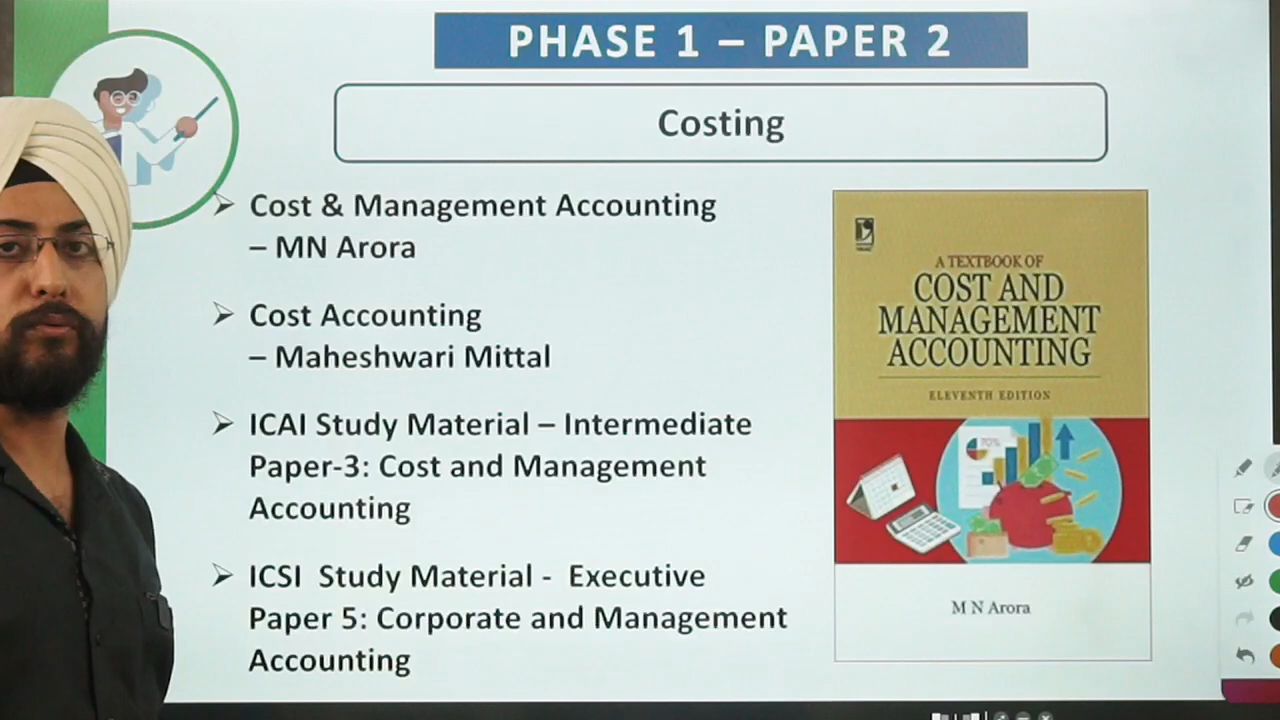 PHASE 1 – PAPER 2
Costing
➢ Cost & Management Accounting
– MN Arora
➢ Cost Accounting
– Maheshwari Mittal
➢ ICAI Study Material – Intermediate
Paper-3: Cost and Management
Accounting
➢ ICSI Study Material - Executive
Paper 5: Corporate and Management
Accounting
A TEXTBOOK OF
COST AND
MANAGEMENT
ACCOUNTING
ELEVENTH EDITION
70%
M N Arora